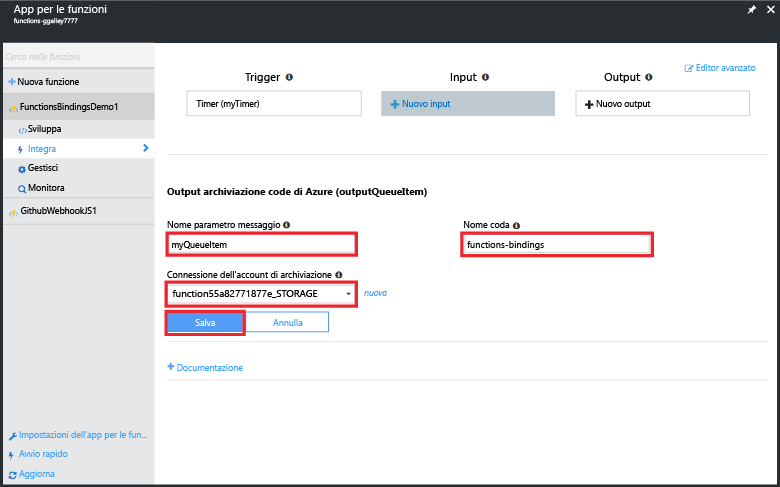 App per le funzioni
functions-ggailey7777
Cerca nelle funzioni
Nuova funzione
FunctionsBindingsDemo1
Sviluppa
Integra
Gestisci
Monitora
GithubWebhookJS1
Impostazioni dell'app per le fun...
Avvio rapido
Aggiorna
Editor avanzato
Trigger Input Output
Timer (myTimer) Nuovo input Nuovo output
Output archiviazione code di Azure (outputQueueItem)
Nome parametro messaggio Nome coda
myQueueItem functions-bindings
Connessione dell'account di archiviazione
function55a82771877e_STORAGE nuova
Salva Annulla
Documentazione